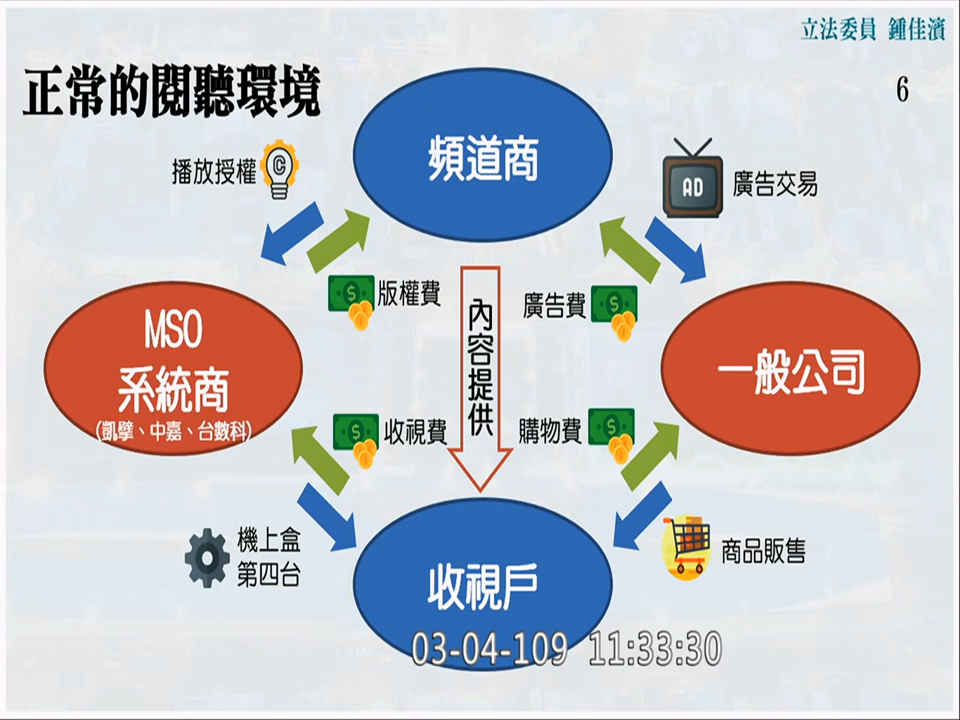 立法委員 鍾佳濱
正常的閱聽環境
6
頻道商
播放授權
C
AD
廣告交易
版權費
廣告費
內容提供
MSO
系統商
(凱擘、中嘉、台數科)
一般公司
收視費
購物費
機上盒
第四台
商品販售
收視戶
03-04-109 11:33:30